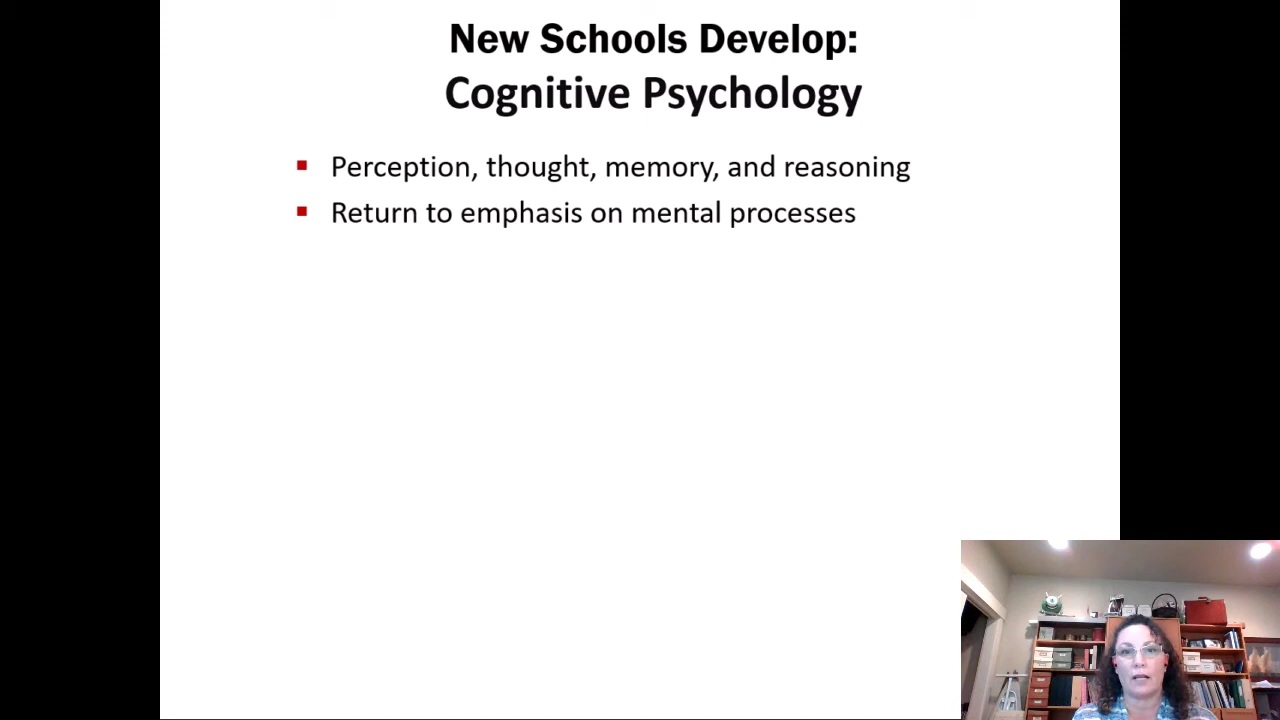 New Schools Develop:
Cognitive Psychology
Perception, thought, memory, and reasoning
Return to emphasis on mental processes